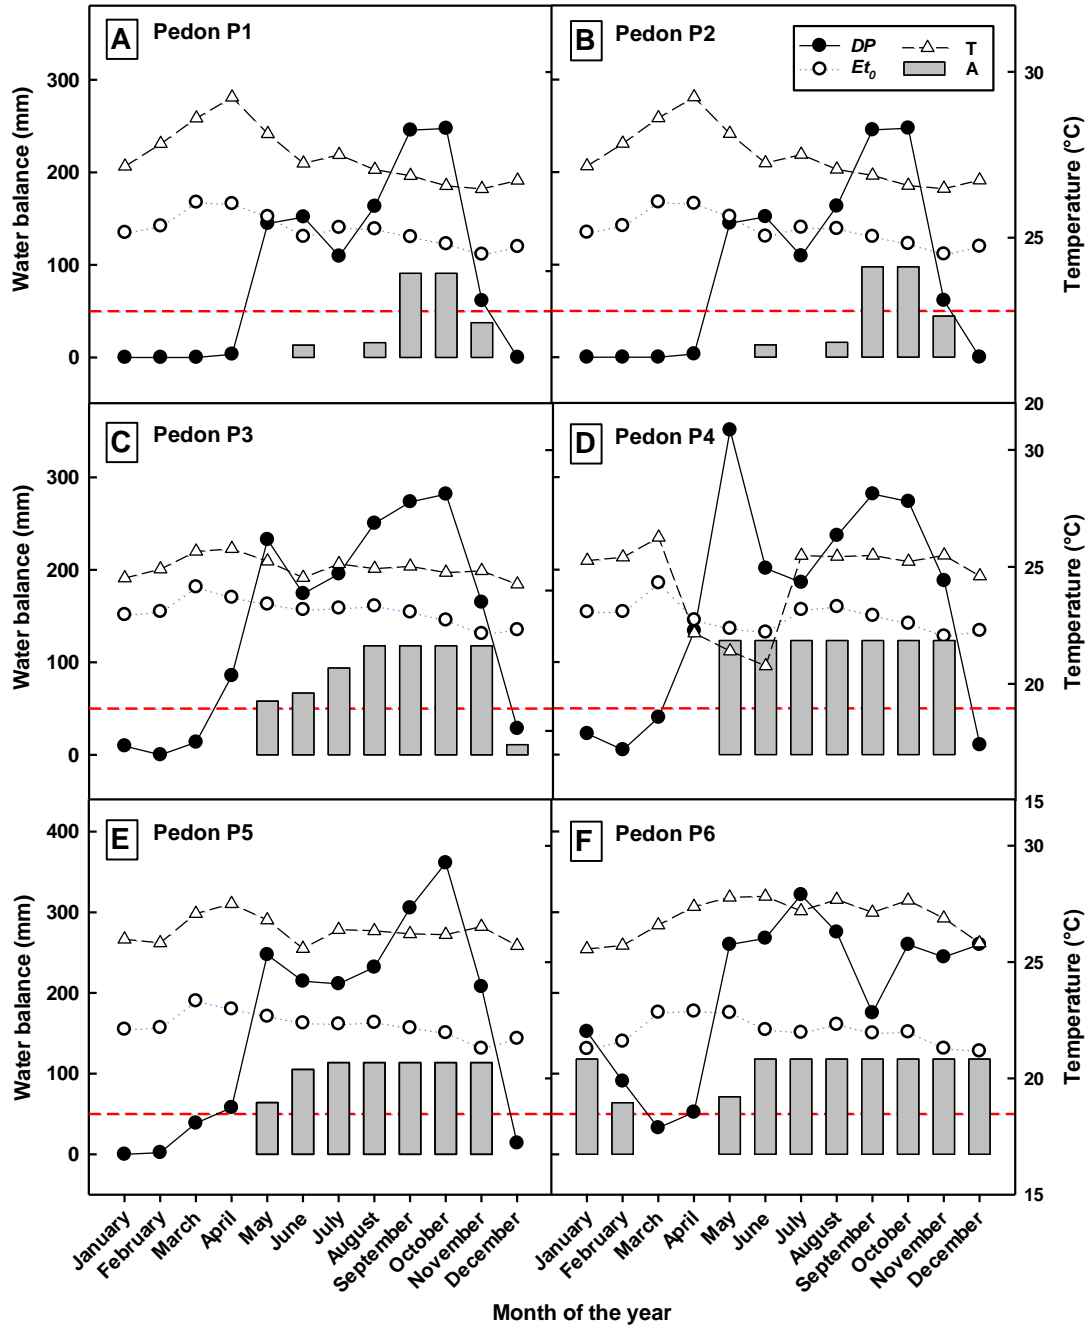 A Pedon P1
B Pedon P2
DP T
Et0 A
300
200
100
0
Water balance (mm)
30
25
20
Temperature (°C)
C Pedon P3
D Pedon P4
300
200
100
0
Water balance (mm)
30
25
20
15
Temperature (°C)
E Pedon P5
F Pedon P6
400
300
200
100
0
Water balance (mm)
30
25
20
15
Temperature (°C)
January February March April May June July August September October November December
January February March April May June July August September October November December
Month of the year